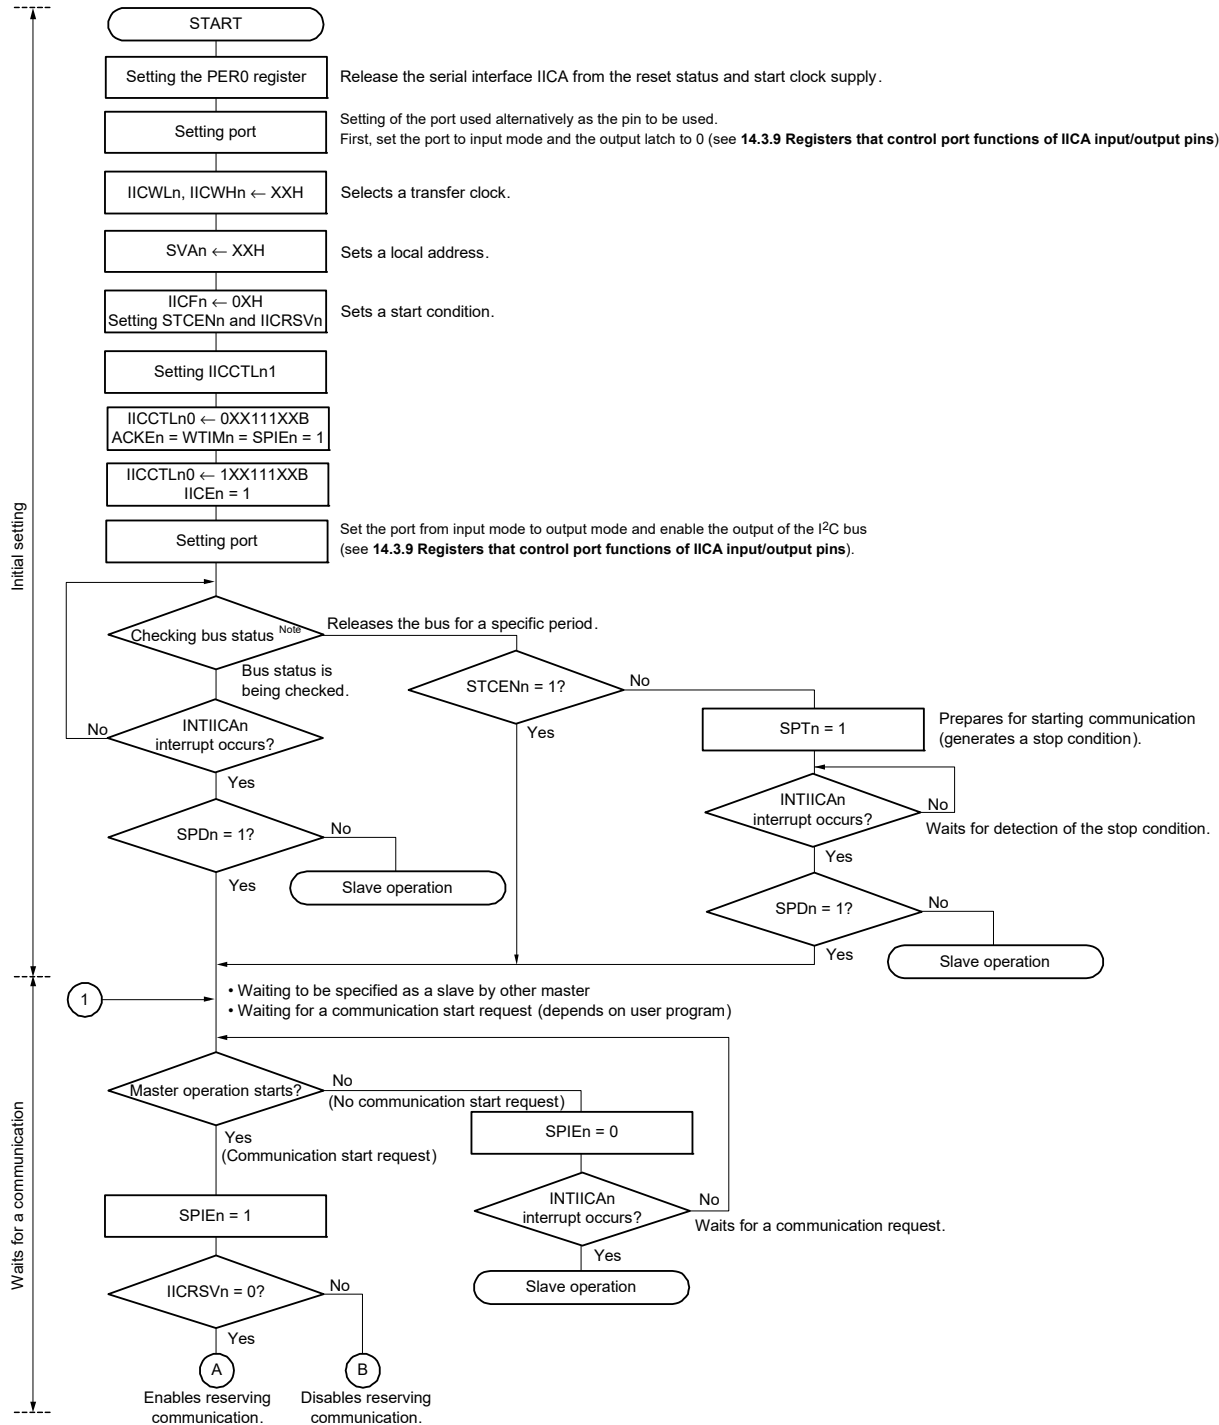 START
Setting the PER0 register
Release the serial interface IICA from the reset status and start clock supply.
Setting port
Setting of the port used alternatively as the pin to be used.
First, set the port to input mode and the output latch to 0 (see 14.3.9 Registers that control port functions of IICA input/output pins)
IICWLn, IICWHn ← XXH
Selects a transfer clock.
SVAn ← XXH
Sets a local address.
IICFn ← 0XH
Setting STCENn and IICRSVn
Sets a start condition.
Setting IICCTLn1
IICCTLn0 ← 0XX111XXB
ACKEn = WTIMn = SPIEn = 1
IICCTLn0 ← 1XX111XXB
IICEn = 1
Initial setting
Setting port
Set the port from input mode to output mode and enable the output of the I2C bus
(see 14.3.9 Registers that control port functions of IICA input/output pins).
Checking bus status Note
Releases the bus for a specific period.
Bus status is
being checked.
STCENn = 1?
No
Yes
SPTn = 1
Prepares for starting communication
(generates a stop condition).
No
INTIICAn
interrupt occurs?
Yes
INTIICAn
interrupt occurs?
No
Waits for detection of the stop condition.
Yes
SPDn = 1?
No
Yes
Slave operation
SPDn = 1?
No
Yes
Slave operation
1
• Waiting to be specified as a slave by other master
• Waiting for a communication start request (depends on user program)
Waits for a communication
Master operation starts?
No
(No communication start request)
Yes
(Communication start request)
SPIEn = 0
INTIICAn
interrupt occurs?
No
Waits for a communication request.
Yes
Slave operation
SPIEn = 1
IICRSVn = 0?
No
Yes
A
B
Enables reserving
communication.
Disables reserving
communication.